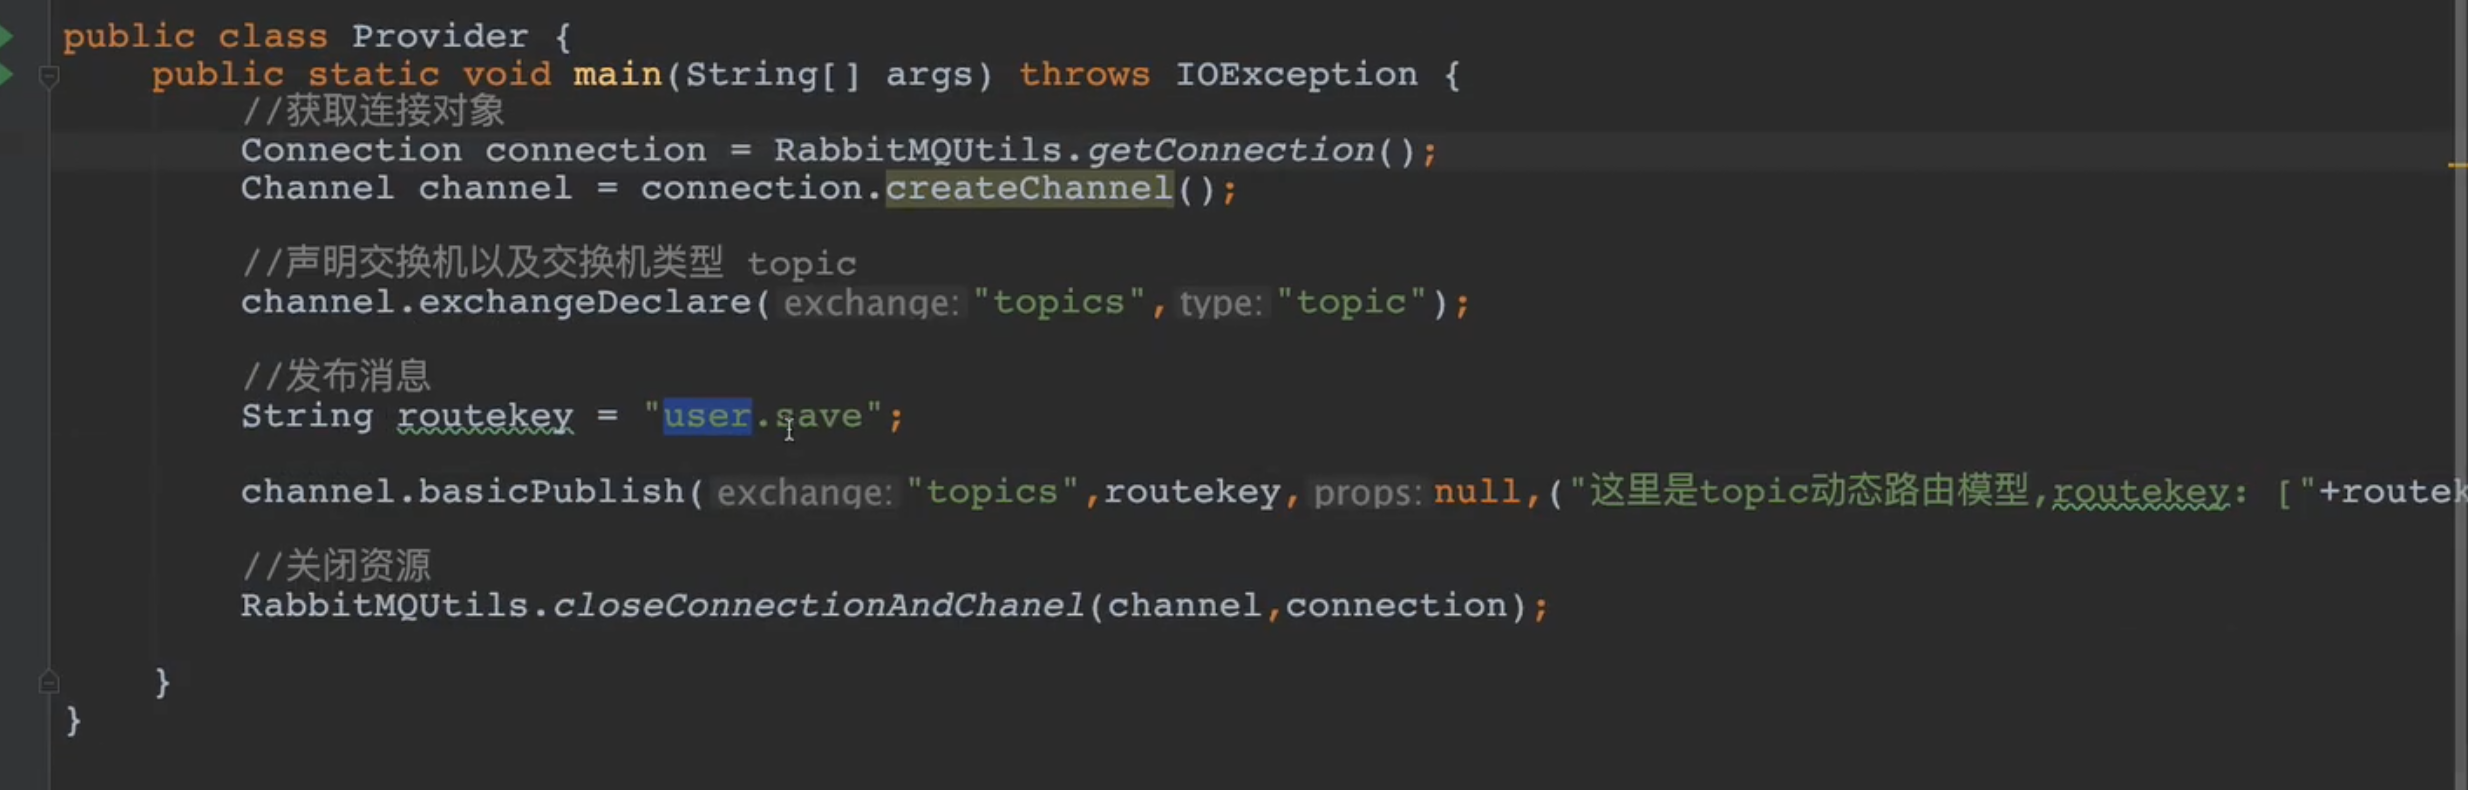 public class Provider {
public static void main(String[] args) throws IOException {
//获取连接对象
Connection connection = RabbitMQUtils.getConnection();
Channel channel = connection.createChannel();
//声明交换机以及交换机类型 topic
channel.exchangeDeclare( exchange: "topics", type: "topic");
//发布消息
String routekey = "user.save";
channel.basicPublish( exchange: "topics",routekey, props: null,("这里是topic动态路由模型,routekey: ["+routek
//关闭资源
RabbitMQUtils.closeConnectionAndChanel(channel,connection);
}
}